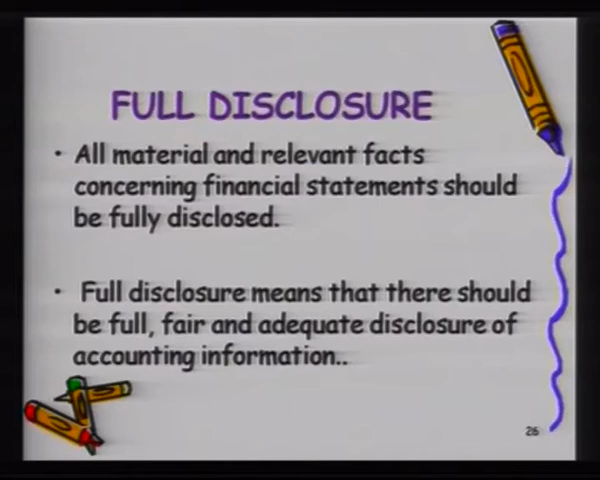 FULL DISCLOSURE
• All material and relevant facts
concerning financial statements should
be fully disclosed.
• Full disclosure means that there should
be full, fair and adequate disclosure of
accounting information..
26